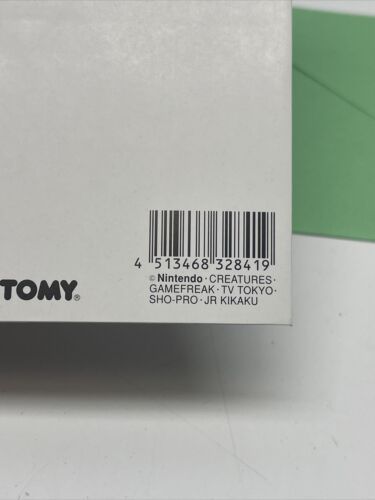 4 513468 328419
© Nintendo · CREATURES ·
GAMEFREAK · TV TOKYO ·
SHO-PRO · JR KIKAKU
TOMY®